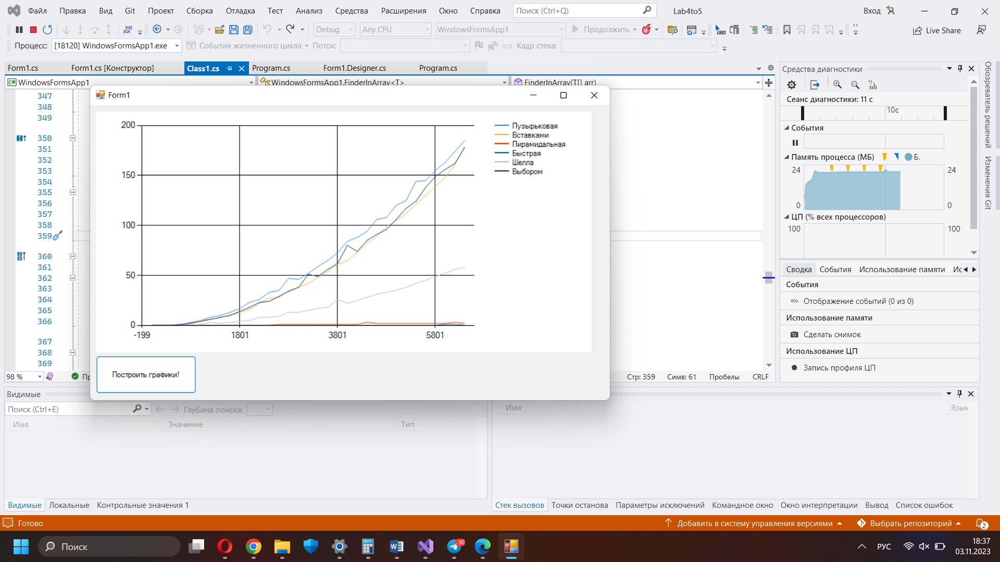 Файл Правка Вид Git Проект Сборка Отладка Тест Анализ Средства Расширения Окно Справка Поиск (Ctrl+Q) Lab4to5 Вход
Debug Any CPU WindowsFormsApp1 Продолжить Live Share
Процесс: [18120] WindowsFormsApp1.exe События жизненного цикла Поток: Кадр стека:
Form1.cs Form1.cs [Конструктор] Class1.cs Program.cs Form1.Designer.cs Program.cs
WindowsFormsApp1 WindowsFormsApp1.FinderInArray<T> FinderInArray(T[] arr)
347
348
349
350
351
352
353
354
355
356
357
358
359
360
361
362
363
364
365
366
367
368
369
Form1
200
150
100
50
0
-199 1801 3801 5801
Пузырьковая
Вставками
Пирамидальная
Быстрая
Шелла
Выбором
Построить графики!
98 %
Стр: 359 Симв: 61 Пробелы CRLF
Средства диагностики
Сеанс диагностики: 11 с
10с
События
Память процесса (МБ) Б.
24 24
0 0
ЦП (% всех процессоров)
100 100
Сводка События Использование памяти Ис
События
Отображение событий (0 из 0)
Использование памяти
Сделать снимок
Использование ЦП
Запись профиля ЦП
Обозреватель решений
Изменения Git
Видимые
Поиск (Ctrl+E) Глубина поиска:
Имя Значение Тип
Имя Язык
Видимые Локальные Контрольные значения 1
Стек вызовов Точки останова Параметры исключений Командное окно Окно интерпретации Вывод Список ошибок
Готово Добавить в систему управления версиями Выбрать репозиторий 2
Поиск 90 РУС 18:37
03.11.2023